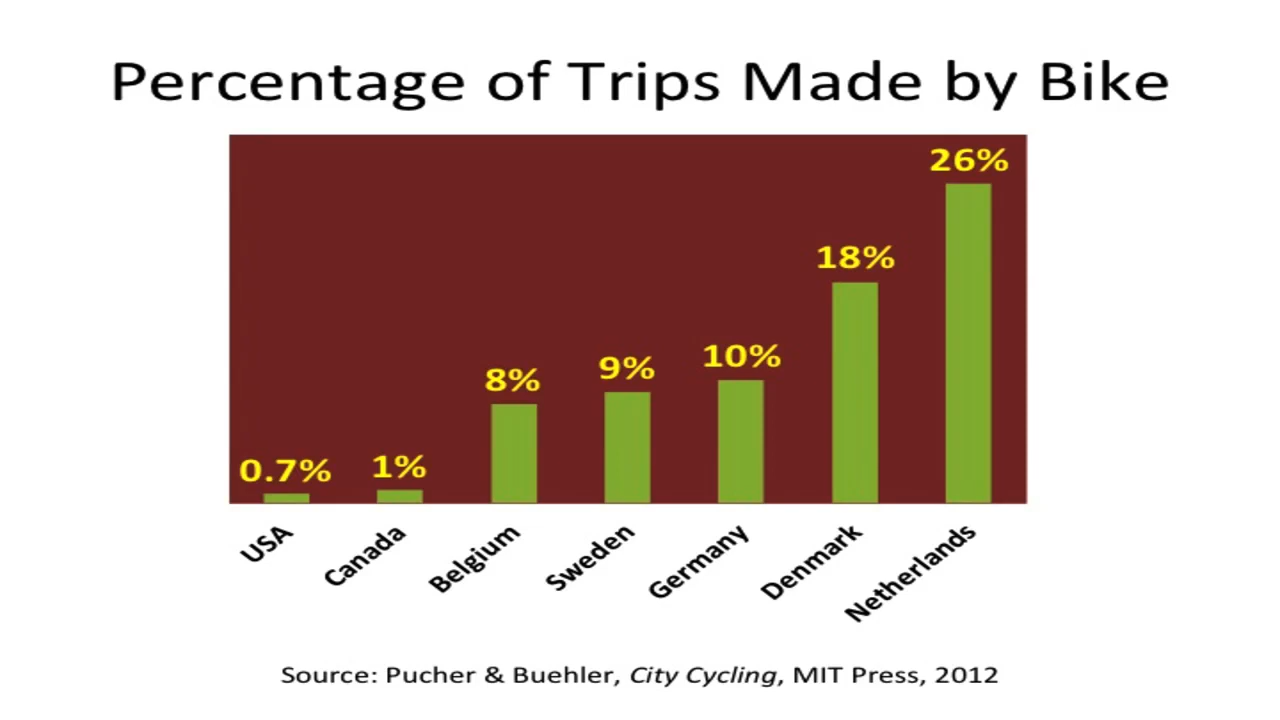 Percentage of Trips Made by Bike
26%
18%
10%
9%
8%
1%
0.7%
USA
Canada
Belgium
Sweden
Germany
Denmark
Netherlands
Source: Pucher & Buehler, City Cycling, MIT Press, 2012